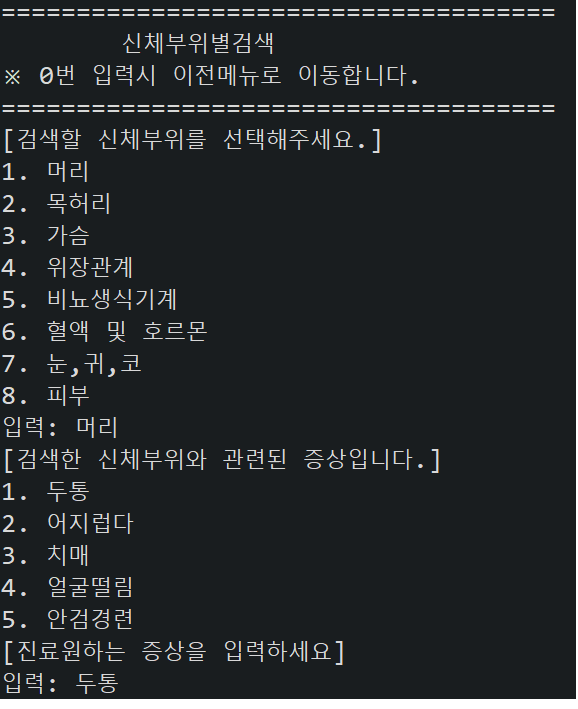 =====================================
신체부위별검색
※ 0번 입력시 이전메뉴로 이동합니다.
=====================================
[검색할 신체부위를 선택해주세요.]
1. 머리
2. 목허리
3. 가슴
4. 위장관계
5. 비뇨생식기계
6. 혈액 및 호르몬
7. 눈,귀,코
8. 피부
입력: 머리
[검색한 신체부위와 관련된 증상입니다.]
1. 두통
2. 어지럽다
3. 치매
4. 얼굴떨림
5. 안검경련
[진료원하는 증상을 입력하세요]
입력: 두통